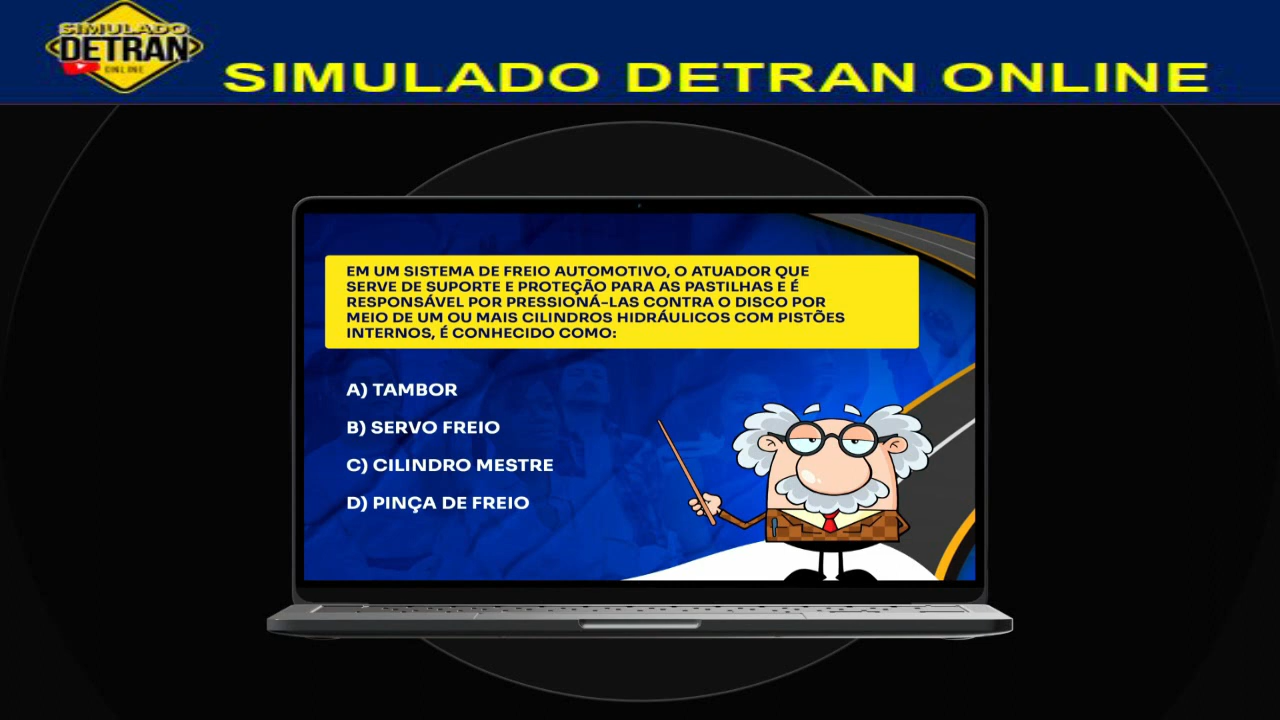 SIMULADO
DETRAN
ONLINE
SIMULADO DETRAN ONLINE
EM UM SISTEMA DE FREIO AUTOMOTIVO, O ATUADOR QUE
SERVE DE SUPORTE E PROTEÇÃO PARA AS PASTILHAS E É
RESPONSÁVEL POR PRESSIONÁ-LAS CONTRA O DISCO POR
MEIO DE UM OU MAIS CILINDROS HIDRÁULICOS COM PISTÕES
INTERNOS, É CONHECIDO COMO:
A) TAMBOR
B) SERVO FREIO
C) CILINDRO MESTRE
D) PINÇA DE FREIO